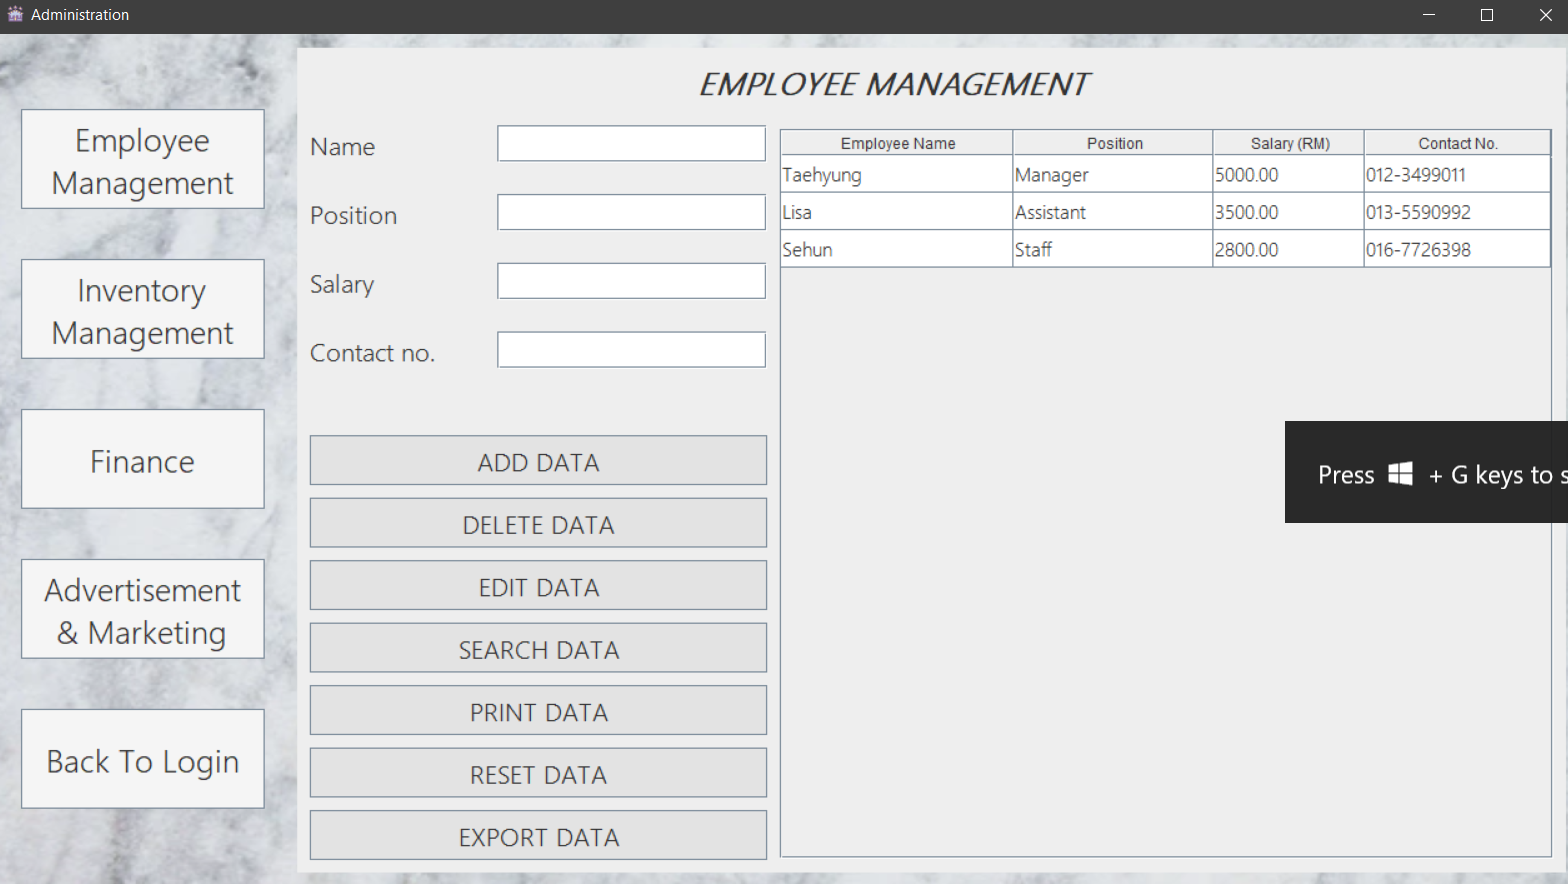 Administration
Employee
Management
Inventory
Management
Finance
Advertisement
& Marketing
Back To Login
EMPLOYEE MANAGEMENT
Name
Position
Salary
Contact no.
ADD DATA
DELETE DATA
EDIT DATA
SEARCH DATA
PRINT DATA
RESET DATA
EXPORT DATA
Employee Name Position Salary (RM) Contact No.
Taehyung Manager 5000.00 012-3499011
Lisa Assistant 3500.00 013-5590992
Sehun Staff 2800.00 016-7726398
Press + G keys to s